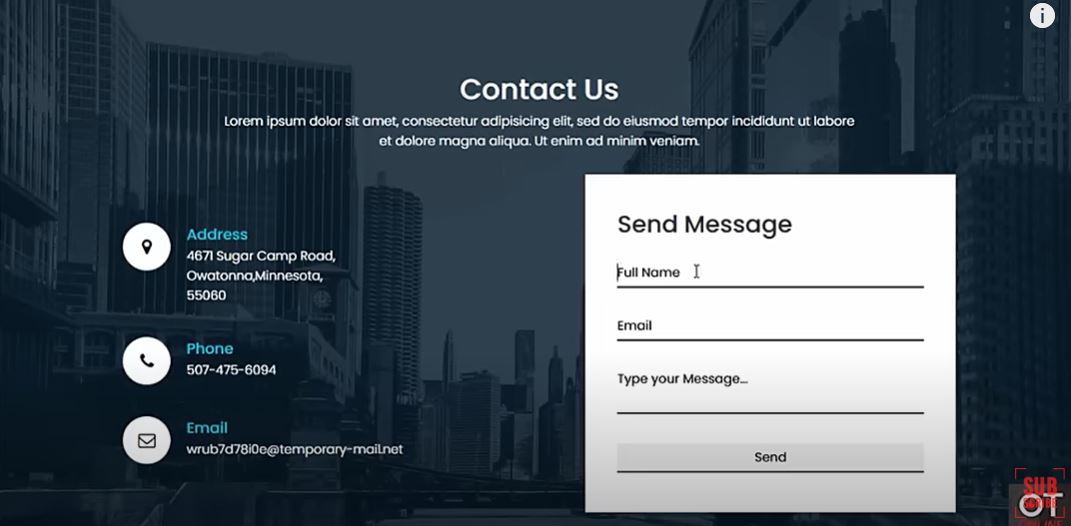 i
Contact Us
Lorem ipsum dolor sit amet, consectetur adipisicing elit, sed do eiusmod tempor incididunt ut labore
et dolore magna aliqua. Ut enim ad minim veniam.
Address
4671 Sugar Camp Road,
Owatonna,Minnesota,
55060
Phone
507-475-6094
Email
wrub7d78i0e@temporary-mail.net
Send Message
Full Name
Email
Type your Message...
Send
SUB
OT